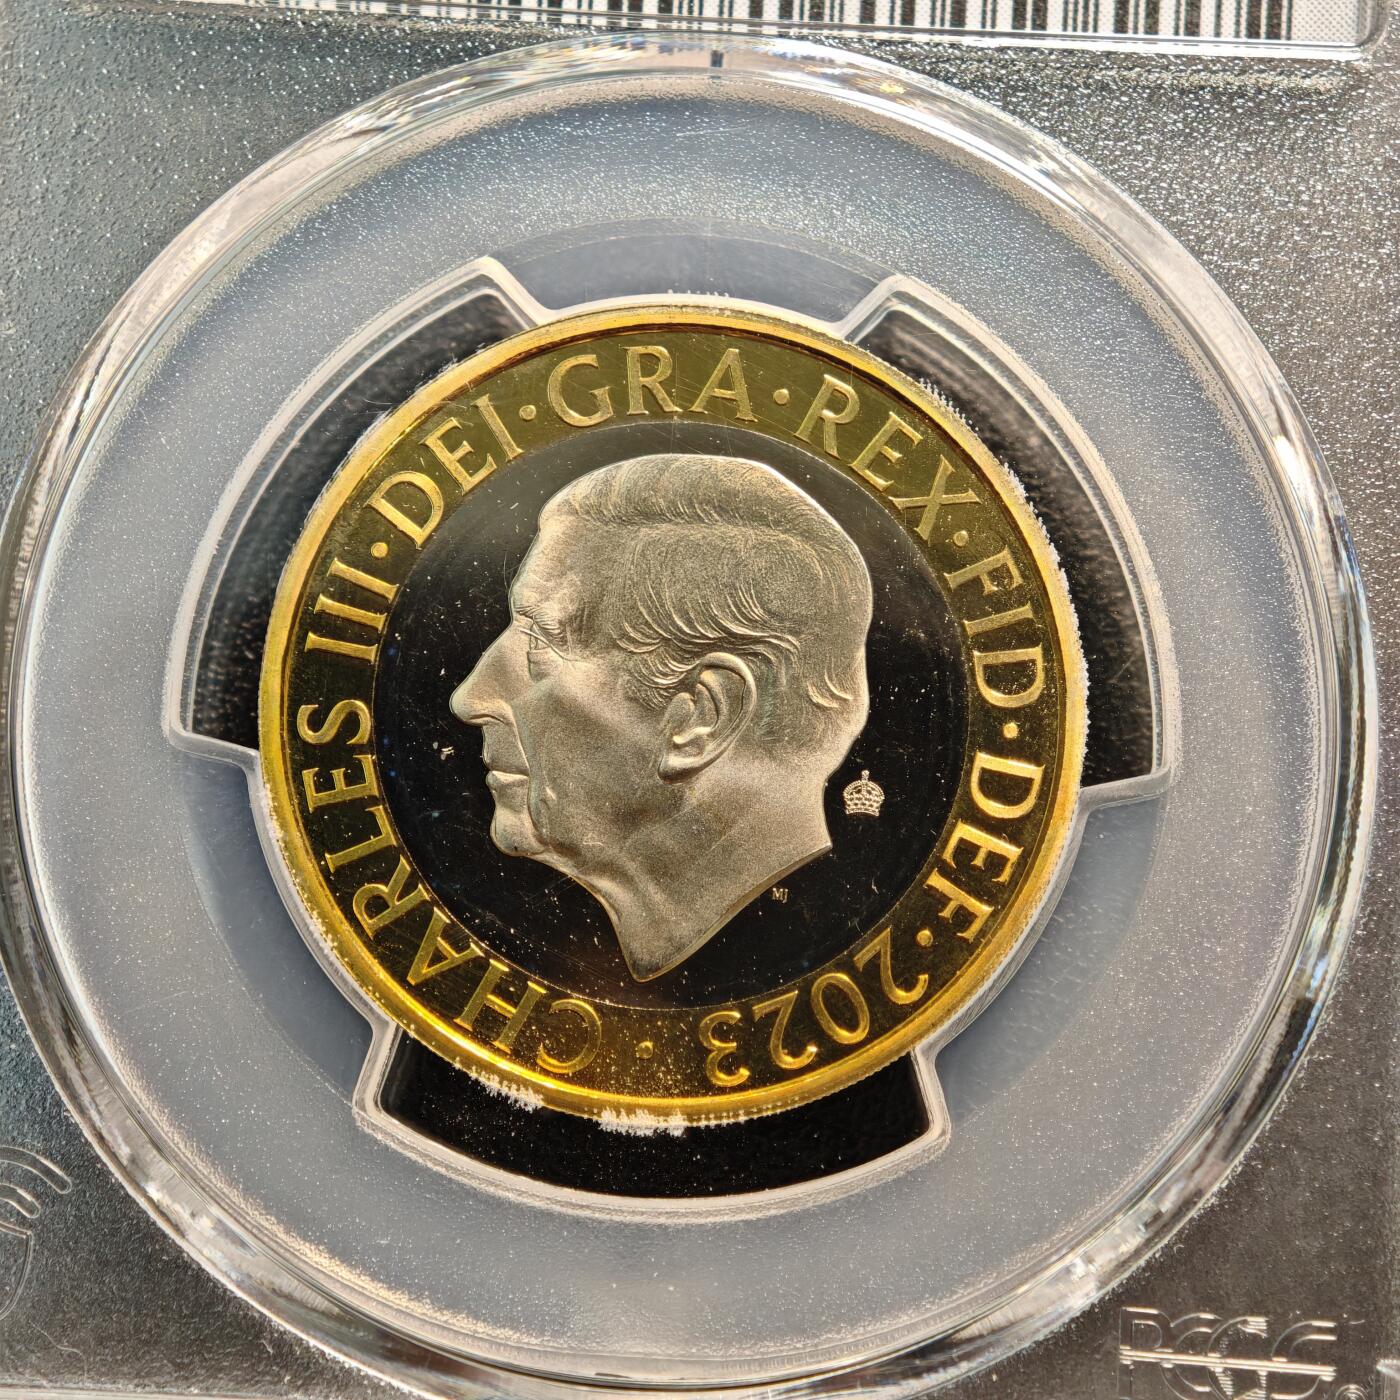 CHARLES III · DEI · GRA · REX · FID · DEF · 2023 ·
MJ
PCGS